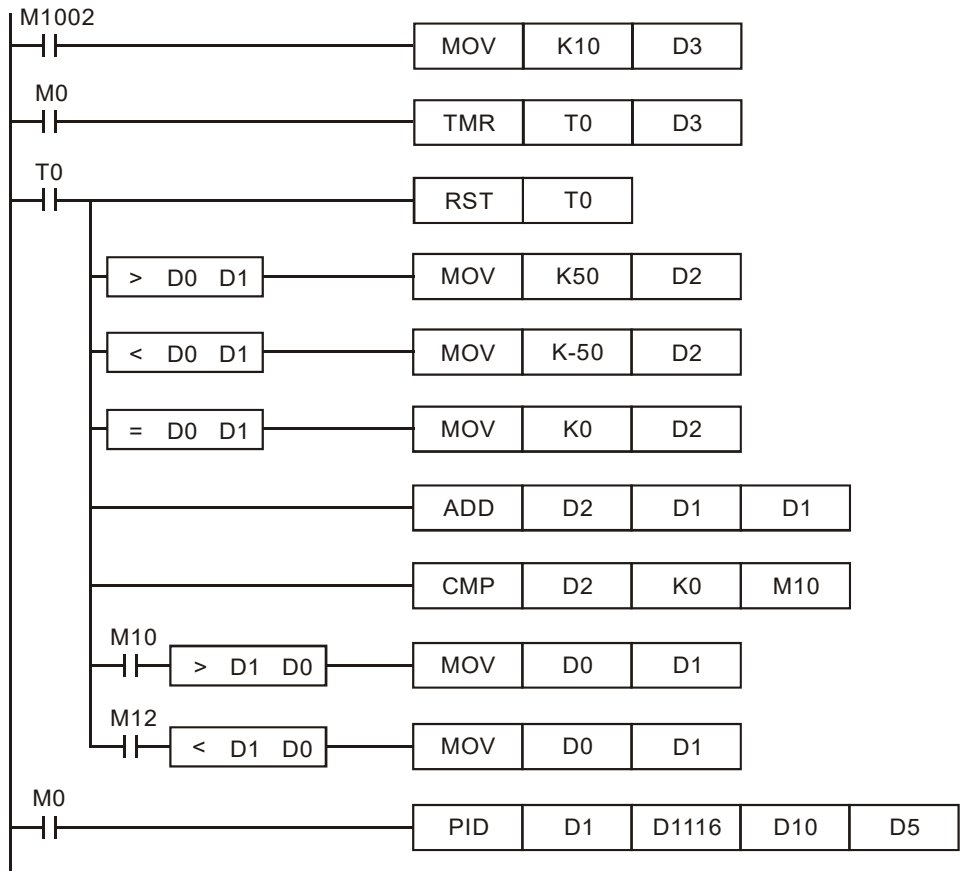 M1002
MOV K10 D3
M0
TMR T0 D3
T0
RST T0
> D0 D1 MOV K50 D2
< D0 D1 MOV K-50 D2
= D0 D1 MOV K0 D2
ADD D2 D1 D1
CMP D2 K0 M10
M10
> D1 D0 MOV D0 D1
M12
< D1 D0 MOV D0 D1
M0
PID D1 D1116 D10 D5